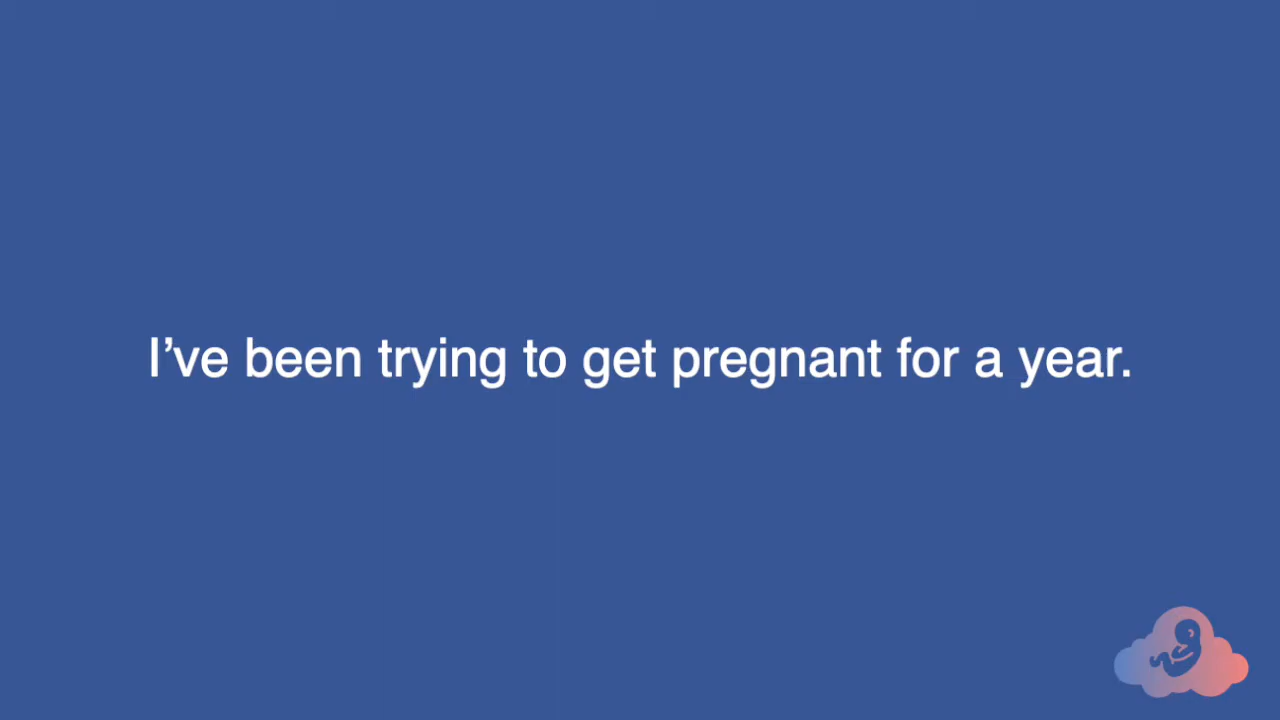 I’ve been trying to get pregnant for a year.